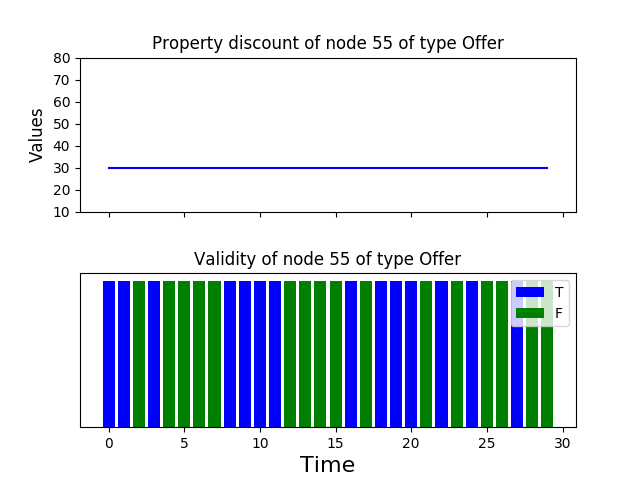 Property discount of node 55 of type Offer
80
70
60
50
40
30
20
10
Values
Validity of node 55 of type Offer
T
F
0 5 10 15 20 25 30
Time